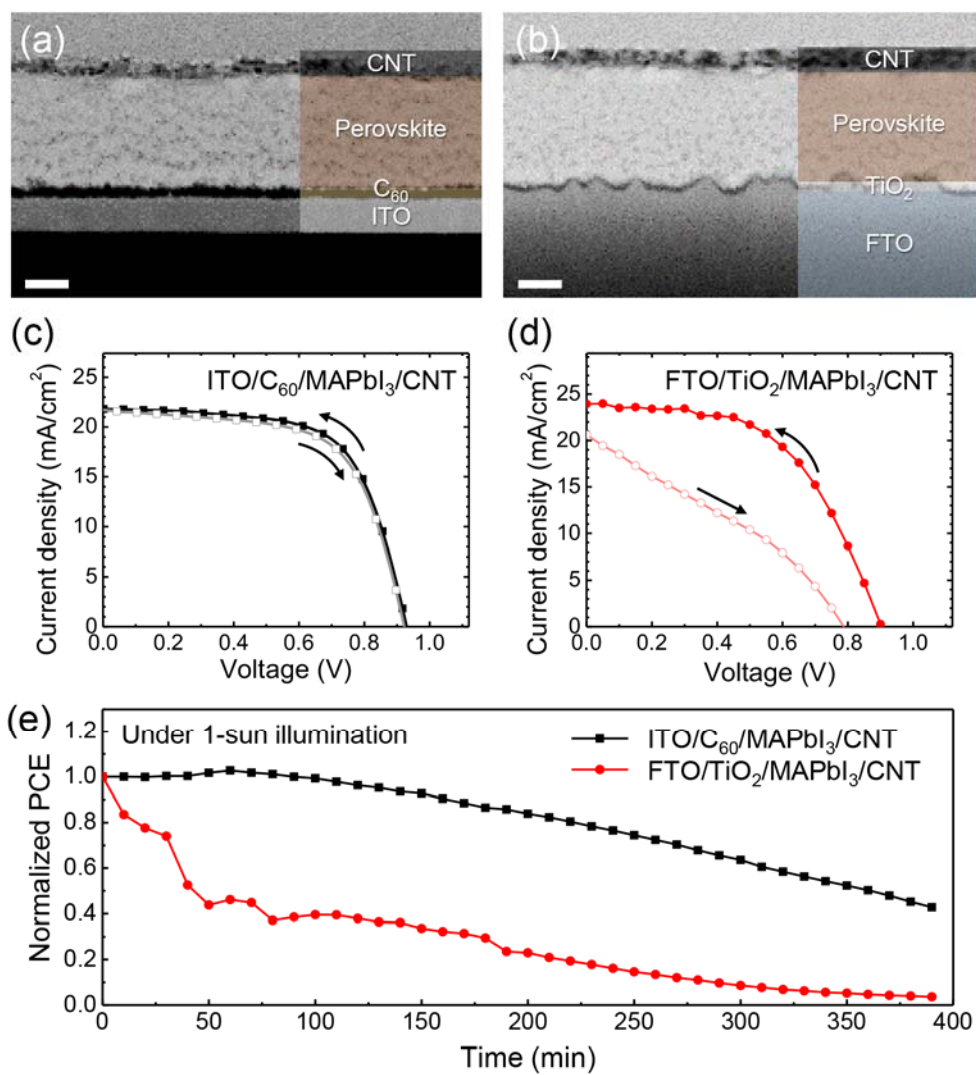 (a)
CNT
Perovskite
C₆₀
ITO
(b)
CNT
Perovskite
TiO₂
FTO
(c)
ITO/C₆₀/MAPbI₃/CNT
Current density (mA/cm²)
25
20
15
10
5
0
0.0 0.2 0.4 0.6 0.8 1.0
Voltage (V)
(d)
FTO/TiO₂/MAPbI₃/CNT
Current density (mA/cm²)
25
20
15
10
5
0
0.0 0.2 0.4 0.6 0.8 1.0
Voltage (V)
(e)
Under 1-sun illumination
ITO/C₆₀/MAPbI₃/CNT
FTO/TiO₂/MAPbI₃/CNT
Normalized PCE
1.2
1.0
0.8
0.6
0.4
0.2
0.0
0 50 100 150 200 250 300 350 400
Time (min)